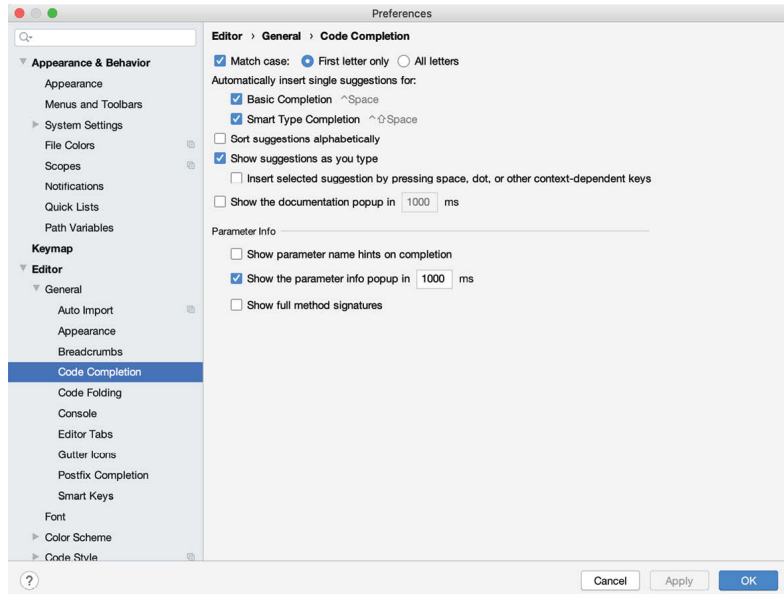 Preferences
Appearance & Behavior
Appearance
Menus and Toolbars
System Settings
File Colors
Scopes
Notifications
Quick Lists
Path Variables
Keymap
Editor
General
Auto Import
Appearance
Breadcrumbs
Code Completion
Code Folding
Console
Editor Tabs
Gutter Icons
Postfix Completion
Smart Keys
Font
Color Scheme
Code Style
Editor › General › Code Completion
Match case: First letter only All letters
Automatically insert single suggestions for:
Basic Completion ^Space
Smart Type Completion ^⇧Space
Sort suggestions alphabetically
Show suggestions as you type
Insert selected suggestion by pressing space, dot, or other context-dependent keys
Show the documentation popup in 1000 ms
Parameter Info
Show parameter name hints on completion
Show the parameter info popup in 1000 ms
Show full method signatures
?
Cancel Apply OK